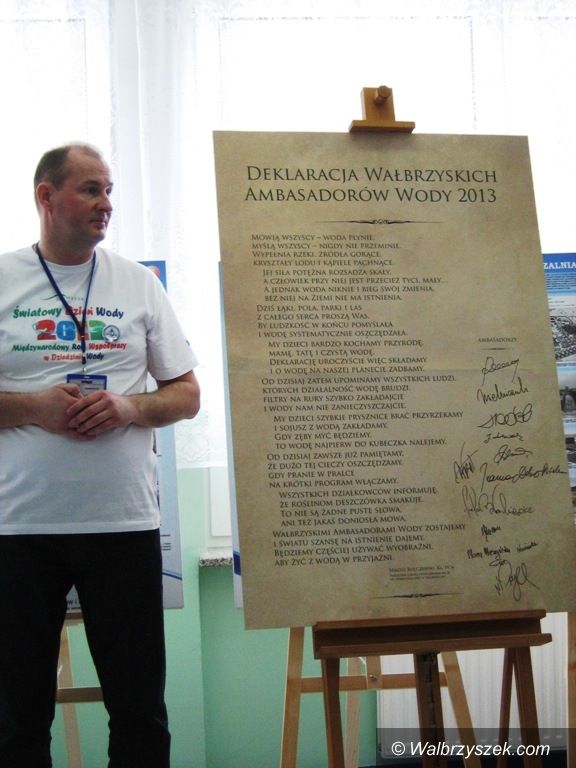 Światowy Dzień Wody
2013
Międzynarodowy Rok Współpracy
w Dziedzinie Wody
Deklaracja Wałbrzyskich
Ambasadorów Wody 2013
Mówią wszyscy – woda płynie,
Myślą wszyscy – nigdy nie przeminie.
Wypełnia rzeki, źródła gorące,
Kryształy lodu i kąpiele pachnące.
Jej siła potężna rozsadza skały,
A człowiek przy niej jest przecież tyci, mały...
A jednak woda niknie i bieg swój zmienia,
Bez niej na Ziemi nie ma istnienia.
Dziś łąki, pola, parki i las
Z całego serca proszą Was,
By ludzkość w końcu pomyślała
I wodę systematycznie oszczędzała.
My dzieci bardzo kochamy przyrodę,
Mamę, tatę i czystą wodę.
Deklarację uroczyście więc składamy
I o wodę na naszej planecie zadbamy.
Od dzisiaj zatem upominamy wszystkich ludzi,
Których działalność wodę brudzi.
Filtry na rury szybko zakładajcie
I wody nam nie zanieczyszczajcie.
My dzieci szybkie prysznice brać przyrzekamy
I sojusz z wodą zakładamy.
Gdy zęby myć będziemy,
To wodę najpierw do kubeczka nalejemy.
Od dzisiaj zawsze już pamiętamy,
Że dużo tej cieczy oszczędzamy,
Gdy pranie w pralce
Na krótki program włączamy.
Wszystkich działkowców informuję,
Że roślinom deszczówka smakuje.
To nie są żadne puste słowa,
Ani też jakaś doniosła mowa,
Wałbrzyskimi Ambasadorami Wody zostajemy
I światu szansę na istnienie dajemy.
Będziemy częściej używać wyobraźni,
Aby żyć z wodą w przyjaźni.
Ambasadorzy
ZALNIA
© Walbrzyszek.com